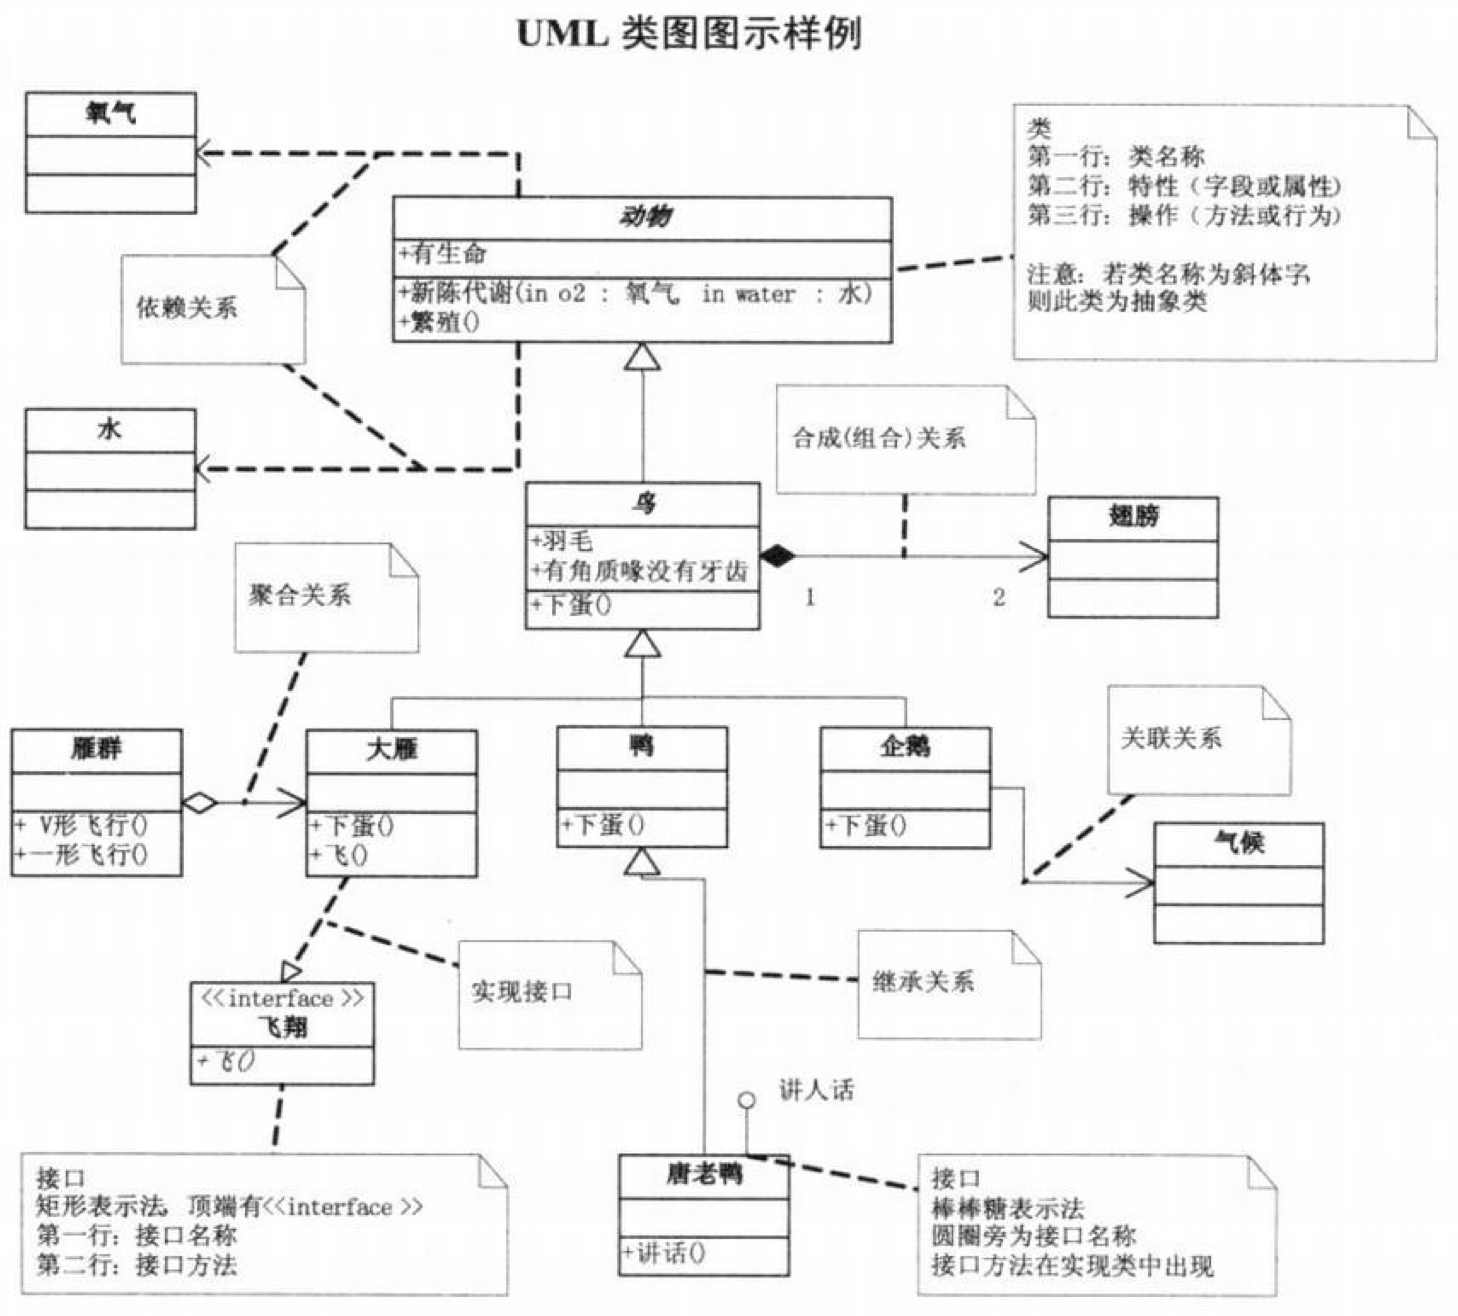 UML 类图图示样例
氧气
类
第一行：类名称
第二行：特性（字段或属性）
第三行：操作（方法或行为）
注意：若类名称为斜体字，
则此类为抽象类
动物
+有生命
+新陈代谢(in o2 : 氧气, in water : 水)
+繁殖()
依赖关系
水
合成(组合)关系
鸟
+羽毛
+有角质喙没有牙齿
+下蛋()
1
2
翅膀
聚合关系
雁群
+ V形飞行()
+一形飞行()
大雁
+下蛋()
+飞()
鸭
+下蛋()
企鹅
+下蛋()
关联关系
气候
实现接口
继承关系
<<interface >>
飞翔
+飞()
讲人话
接口
矩形表示法，顶端有<<interface >>
第一行：接口名称
第二行：接口方法
唐老鸭
+讲话()
接口
棒棒糖表示法
圆圈旁为接口名称
接口方法在实现类中出现